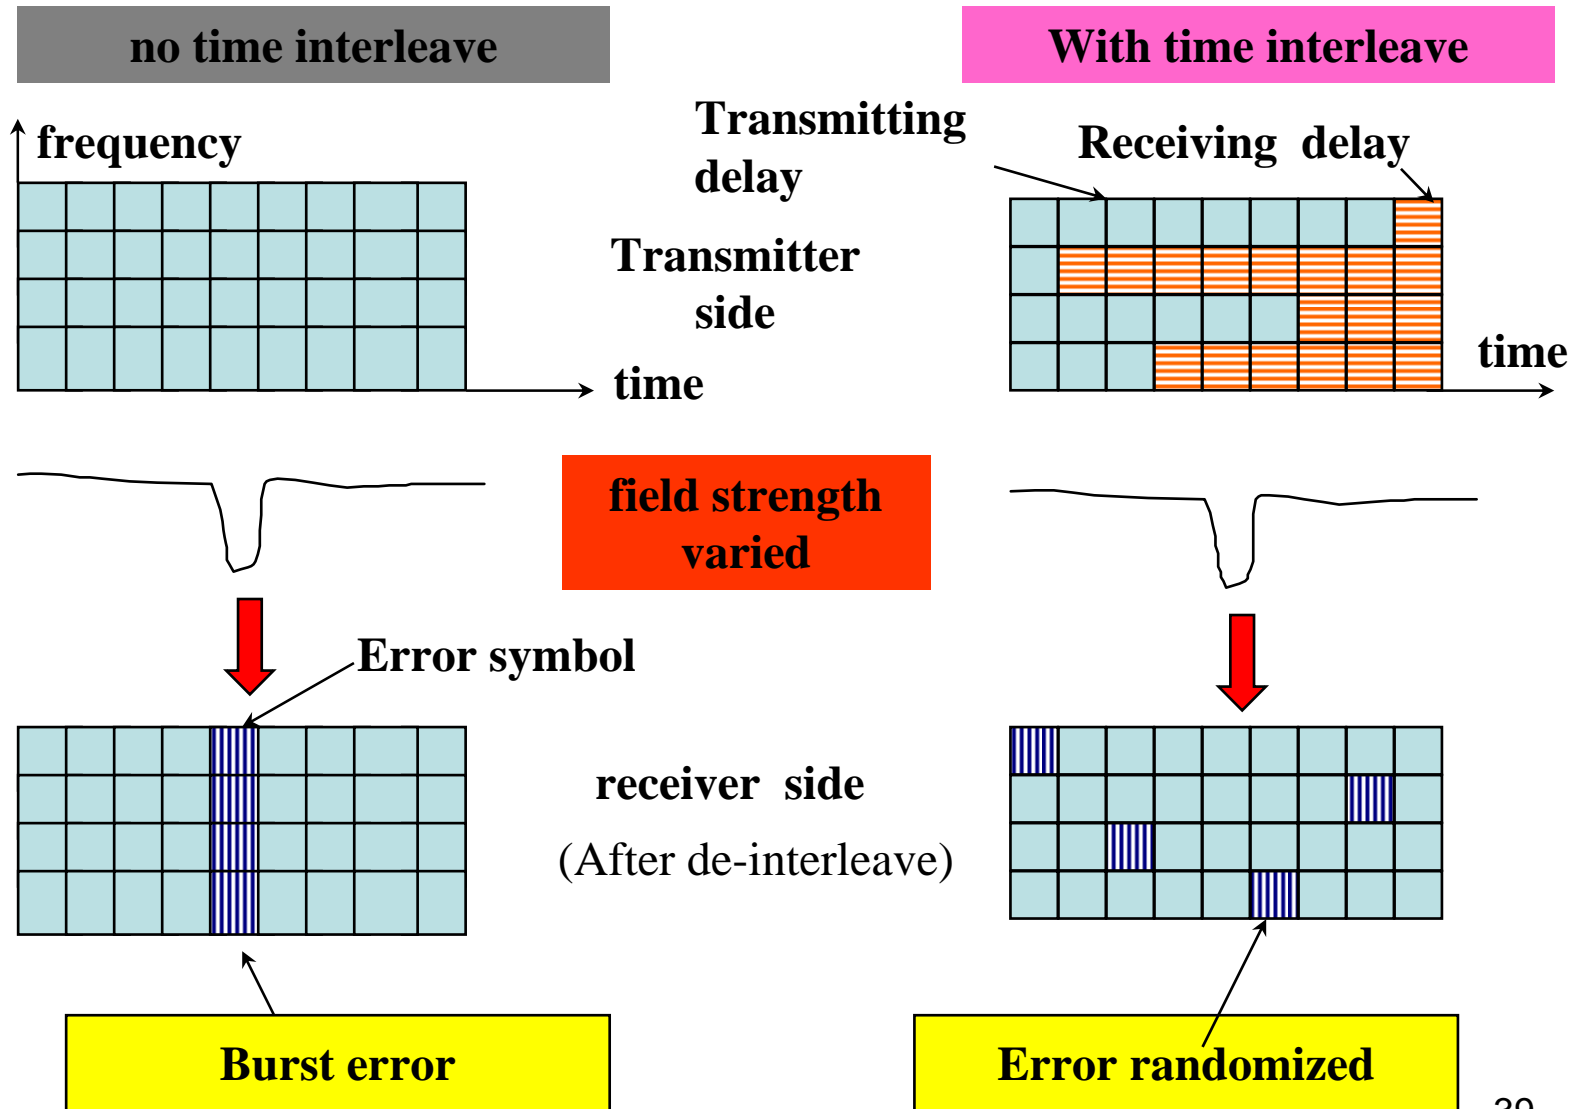 no time interleave
With time interleave
frequency
Transmitting
delay
Receiving delay
Transmitter
side
time
time
field strength
varied
Error symbol
receiver side
(After de-interleave)
Burst error
Error randomized